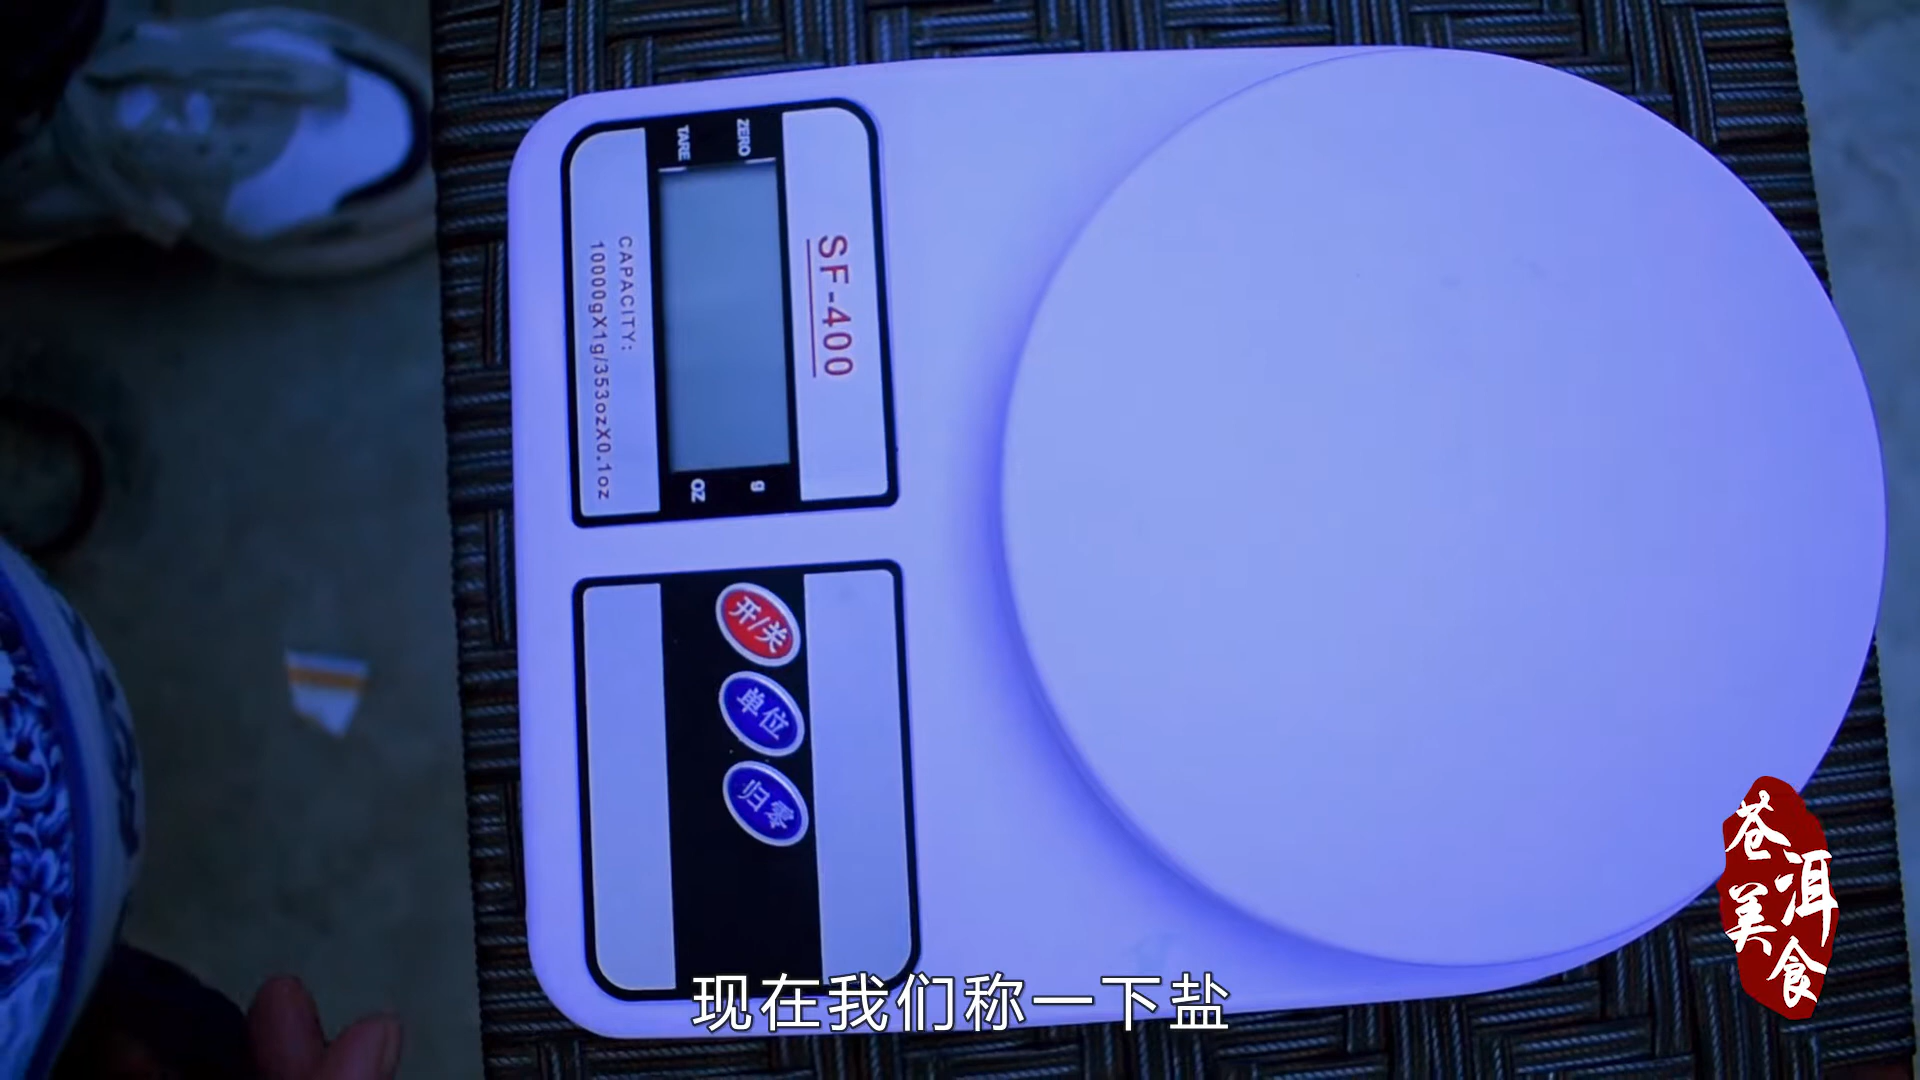 ZERO
TARE
SF-400
CAPACITY:
10000gX1g/353ozX0.1oz
g
OZ
开/关
单位
归零
苍洱
美食
现在我们称一下盐